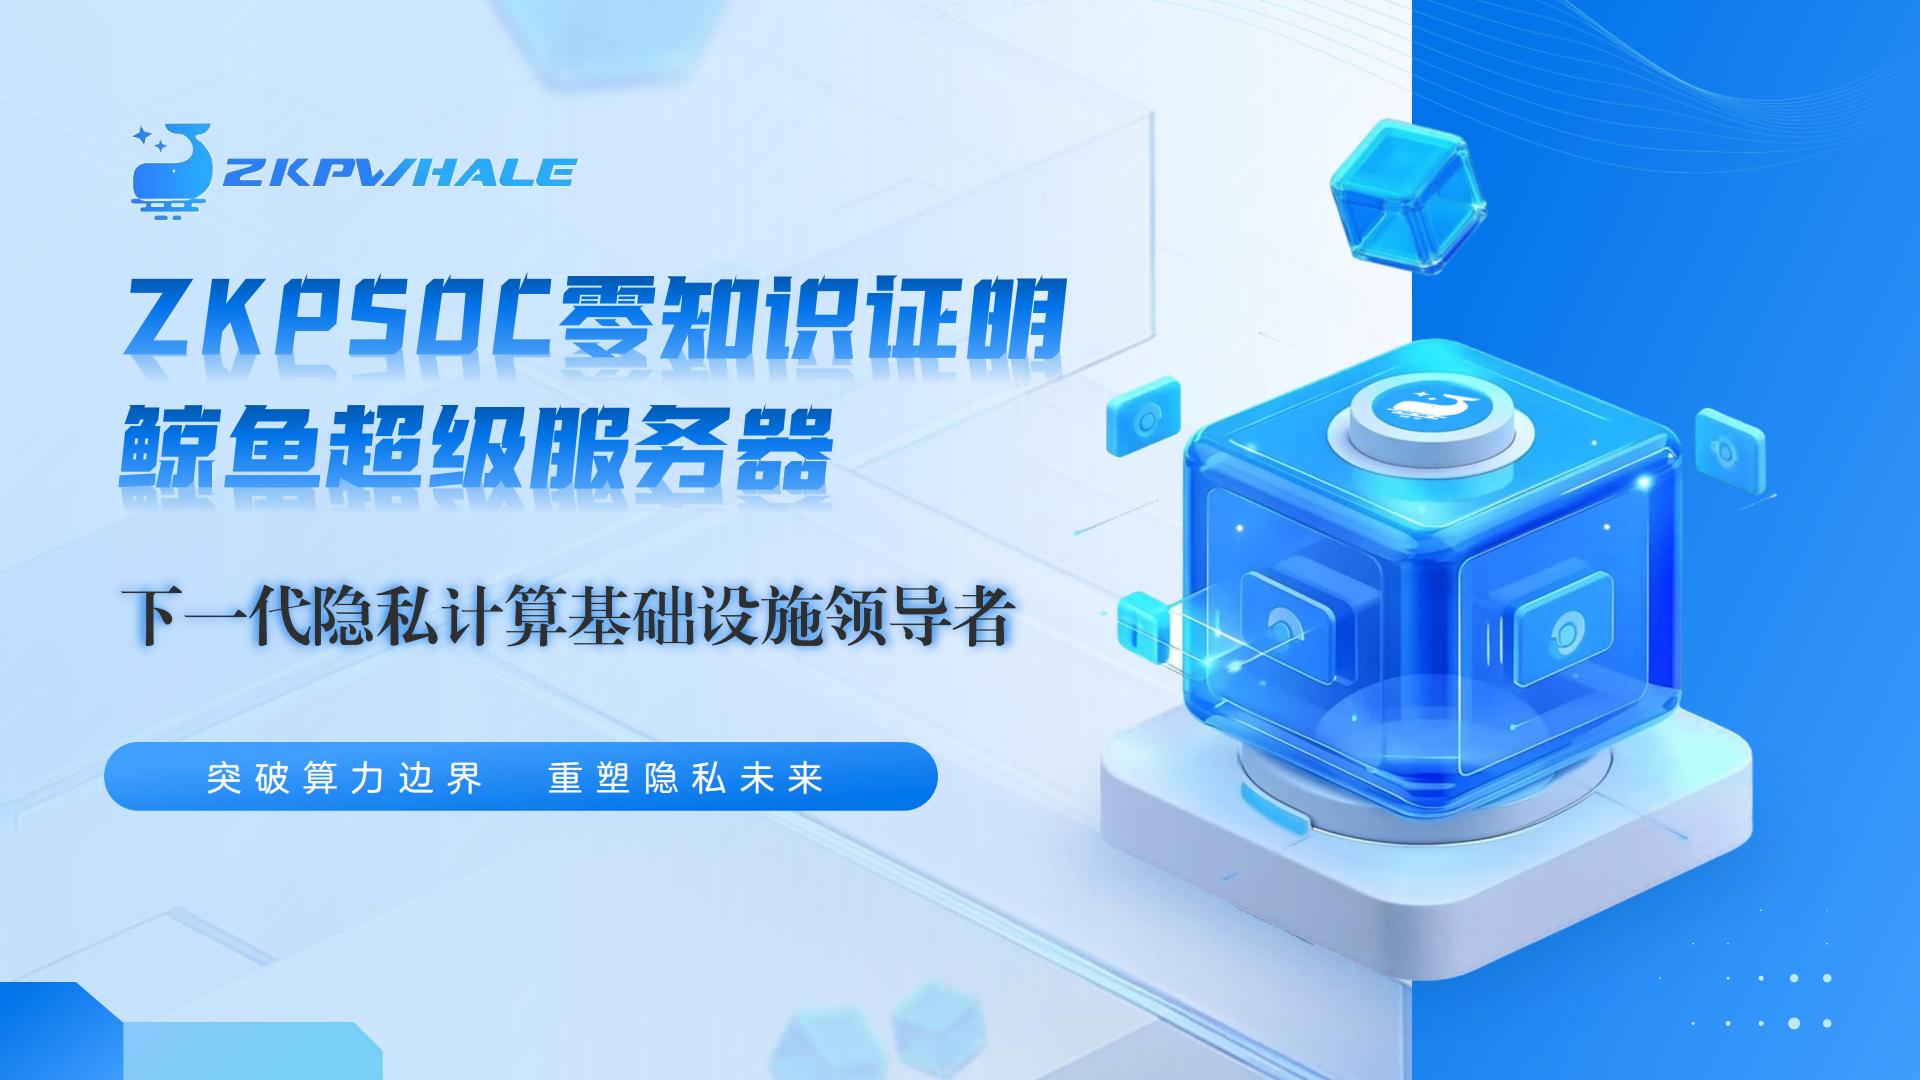 ZKPWHALE
ZKPSOC零知识证明
鲸鱼超级服务器
下一代隐私计算基础设施领导者
突破算力边界 重塑隐私未来